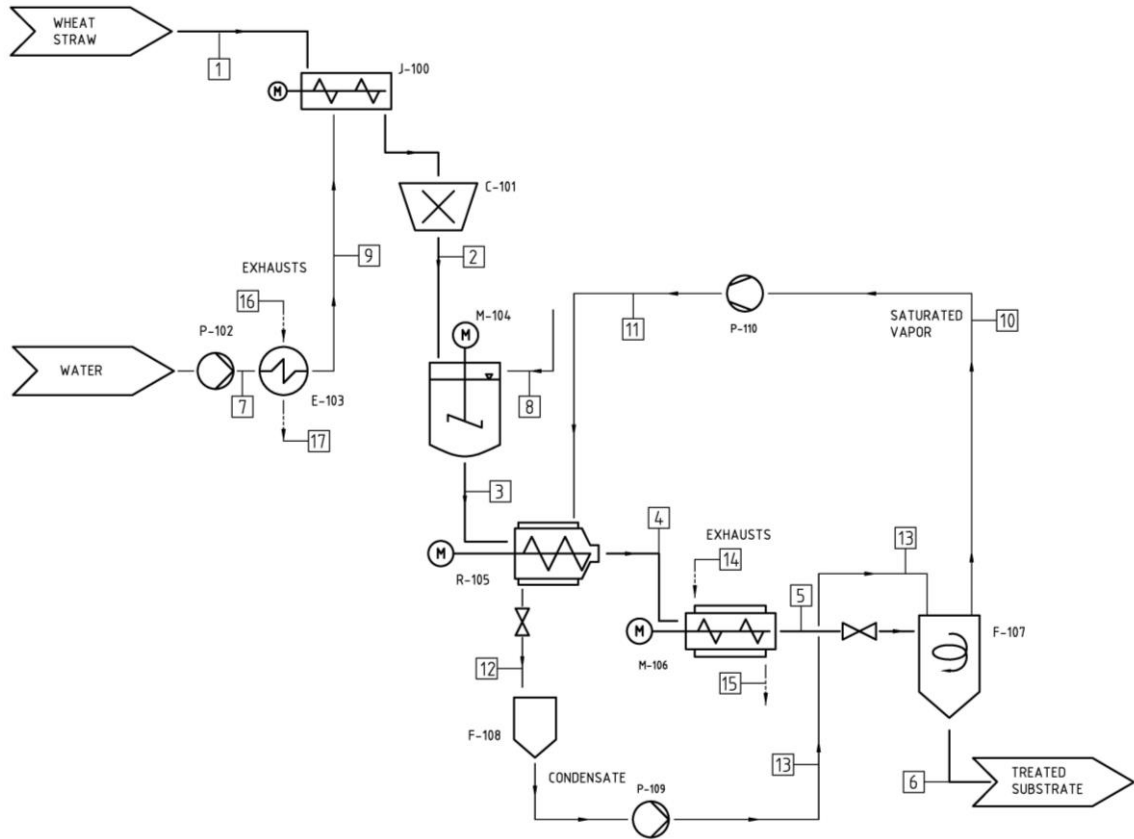 WHEAT
STRAW
1
J-100
M
C-101
2
9
EXHAUSTS
16
P-102
M-104
M
11
P-110
SATURATED
VAPOR
10
WATER
7
E-103
8
17
3
4
EXHAUSTS
14
13
M
R-105
5
M
M-106
F-107
12
15
F-108
CONDENSATE
13
P-109
6
TREATED
SUBSTRATE